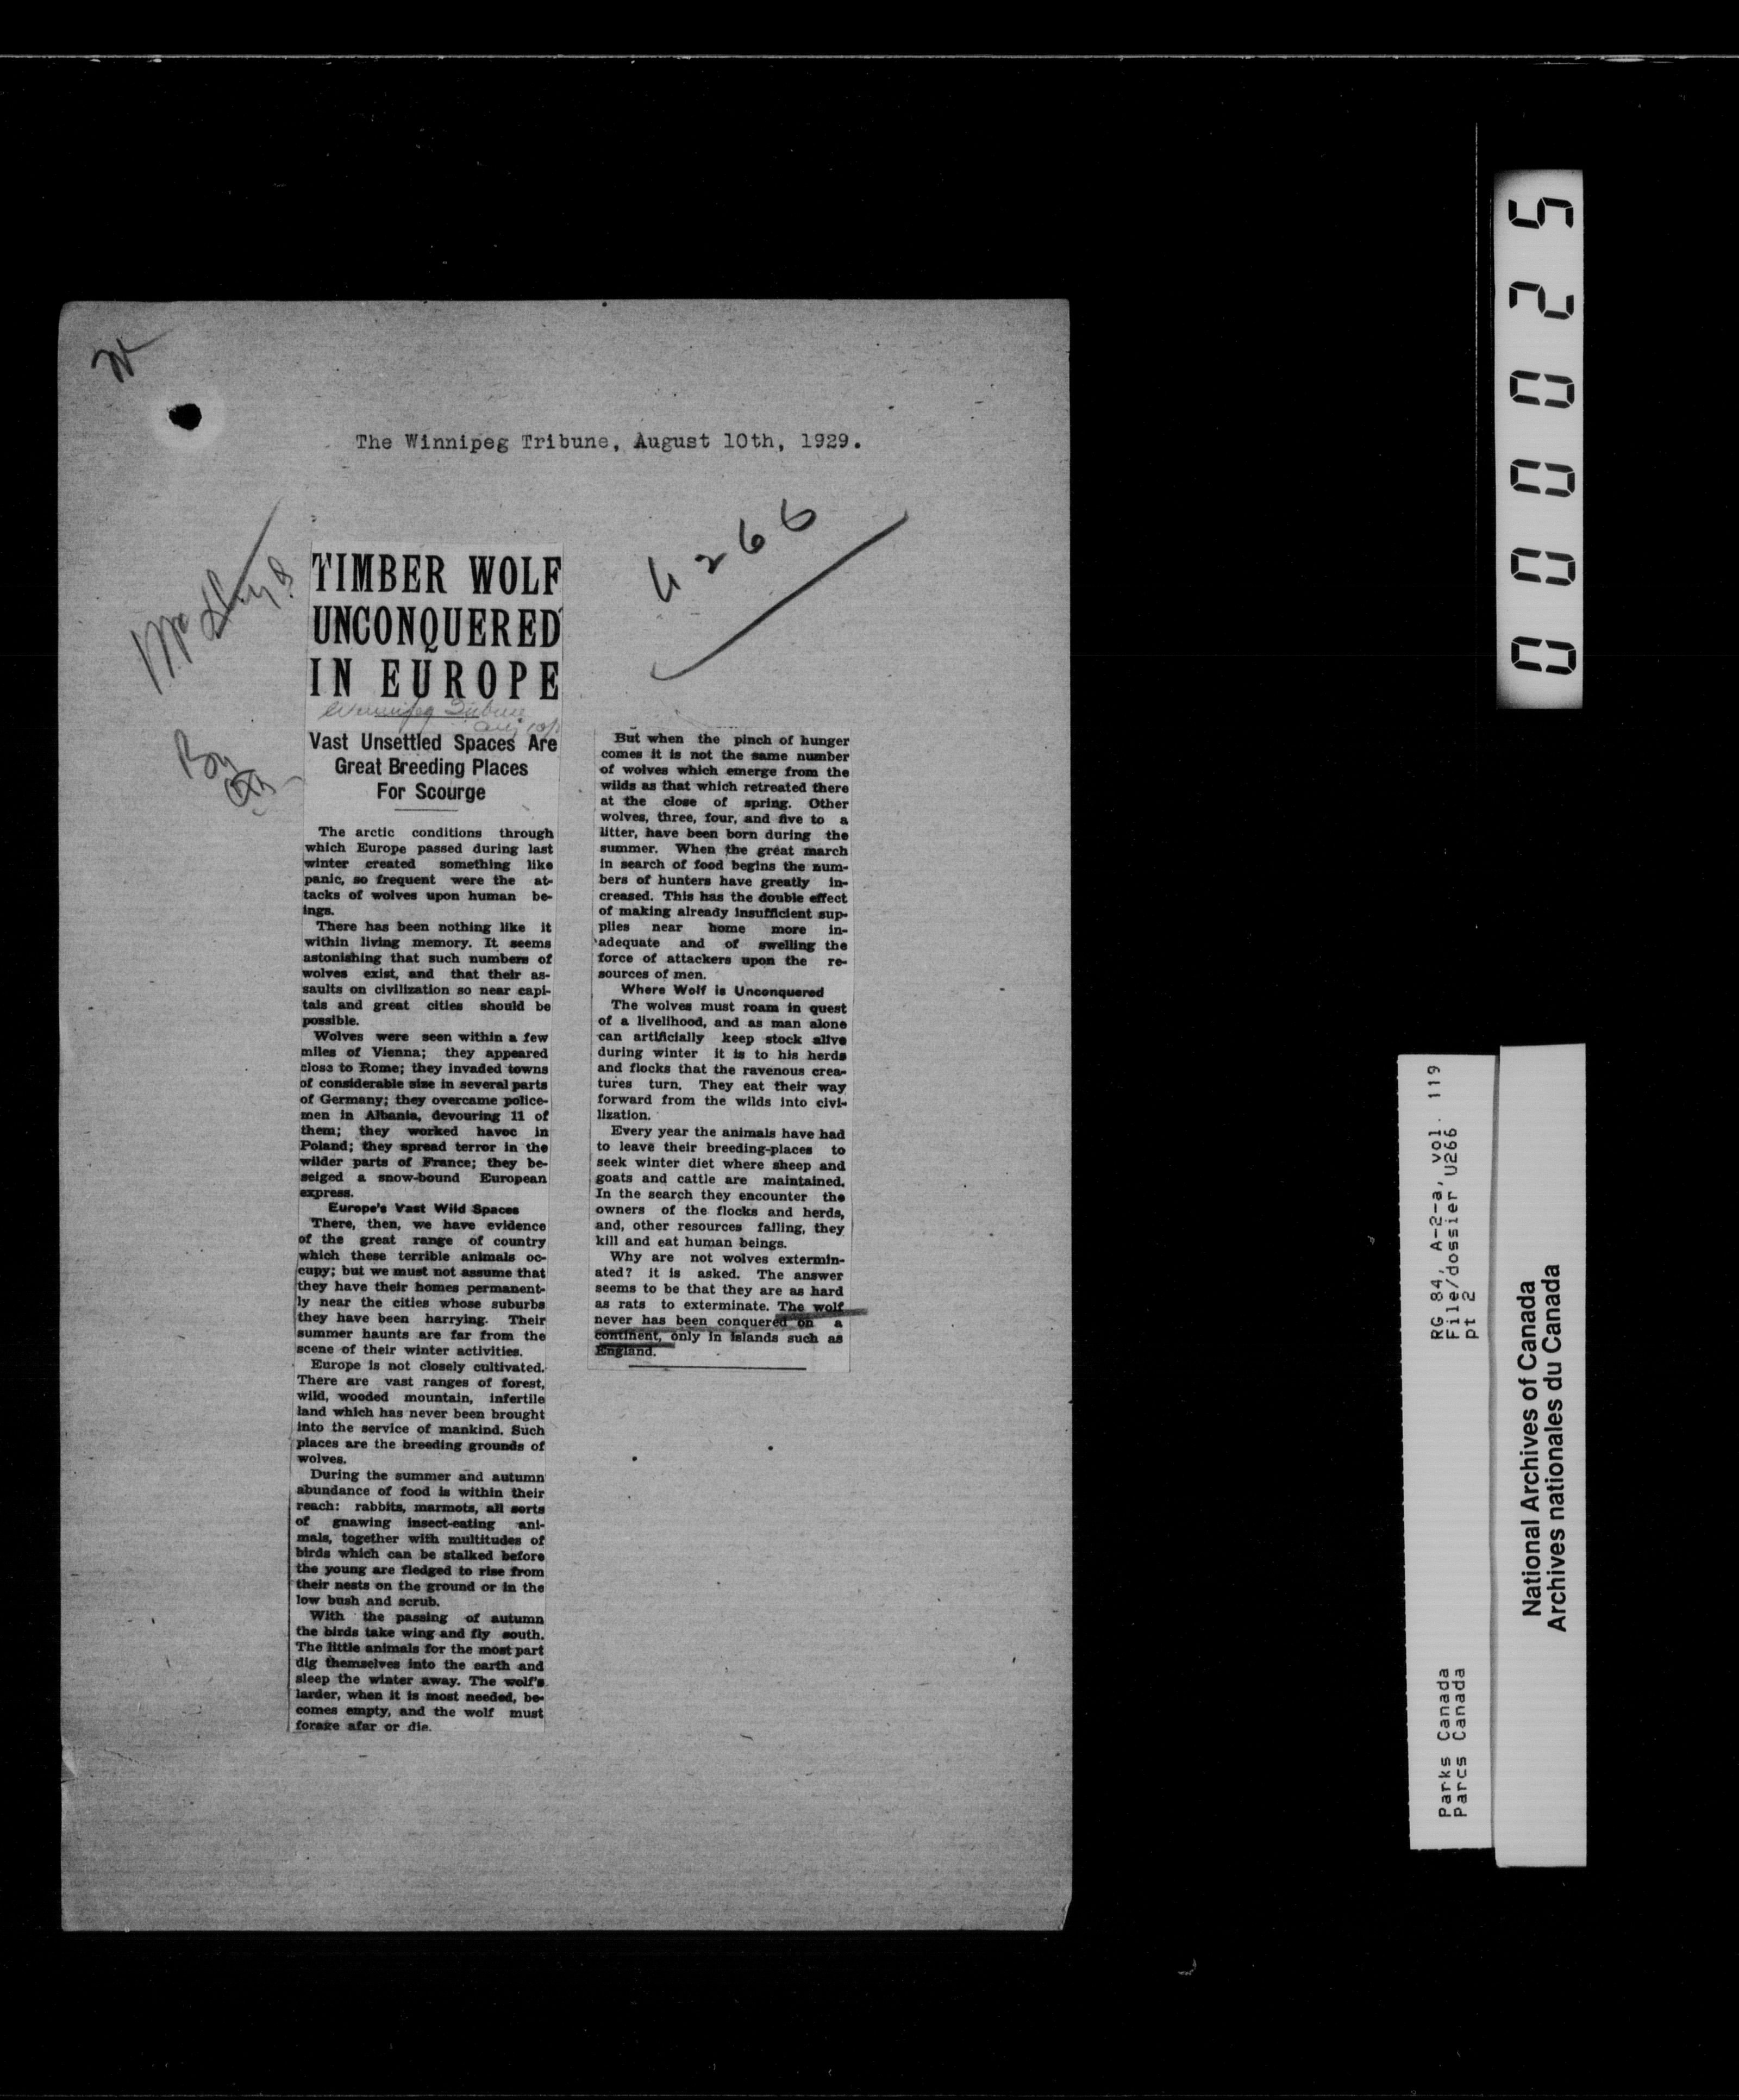 The Winnipeg Tribune, August 10th, 1929.
TIMBER WOLF
UNCONQUERED
IN EUROPE
Winnipeg Tribune
Aug 10/
Vast Unsettled Spaces Are
Great Breeding Places
For Scourge
The arctic conditions through
which Europe passed during last
winter created something like
panic, so frequent were the at-
tacks of wolves upon human be-
ings.
There has been nothing like it
within living memory. It seems
astonishing that such numbers of
wolves exist, and that their as-
saults on civilization so near capi-
tals and great cities should be
possible.
Wolves were seen within a few
miles of Vienna; they appeared
close to Rome; they invaded towns
of considerable size in several parts
of Germany; they overcame police-
men in Albania, devouring 11 of
them; they worked havoc in
Poland; they spread terror in the
wilder parts of France; they be-
seiged a snow-bound European
express.
Europe's Vast Wild Spaces
There, then, we have evidence
of the great range of country
which these terrible animals oc-
cupy; but we must not assume that
they have their homes permanent-
ly near the cities whose suburbs
they have been harrying. Their
summer haunts are far from the
scene of their winter activities.
Europe is not closely cultivated.
There are vast ranges of forest,
wild, wooded mountain, infertile
land which has never been brought
into the service of mankind. Such
places are the breeding grounds of
wolves.
During the summer and autumn
abundance of food is within their
reach: rabbits, marmots, all sorts
of gnawing insect-eating ani-
mals, together with multitudes of
birds which can be stalked before
the young are fledged to rise from
their nests on the ground or in the
low bush and scrub.
With the passing of autumn
the birds take wing and fly south.
The little animals for the most part
dig themselves into the earth and
sleep the winter away. The wolf's
larder, when it is most needed, be-
comes empty, and the wolf must
forage afar or die.
4266
But when the pinch of hunger
comes it is not the same number
of wolves which emerge from the
wilds as that which retreated there
at the close of spring. Other
wolves, three, four, and five to a
litter, have been born during the
summer. When the great march
in search of food begins the num-
bers of hunters have greatly in-
creased. This has the double effect
of making already insufficient sup-
plies near home more in-
adequate and of swelling the
force of attackers upon the re-
sources of men.
Where Wolf is Unconquered
The wolves must roam in quest
of a livelihood, and as man alone
can artificially keep stock alive
during winter it is to his herds
and flocks that the ravenous crea-
tures turn. They eat their way
forward from the wilds into civi-
lization.
Every year the animals have had
to leave their breeding-places to
seek winter diet where sheep and
goats and cattle are maintained.
In the search they encounter the
owners of the flocks and herds,
and, other resources failing, they
kill and eat human beings.
Why are not wolves extermin-
ated? it is asked. The answer
seems to be that they are as hard
as rats to exterminate. The wolf
never has been conquered on a
continent, only in islands such as
England.
000025
Parks Canada
Parcs Canada
RG 84, A-2-a, vol. 119
File/dossier U266
pt 2
National Archives of Canada
Archives nationales du Canada